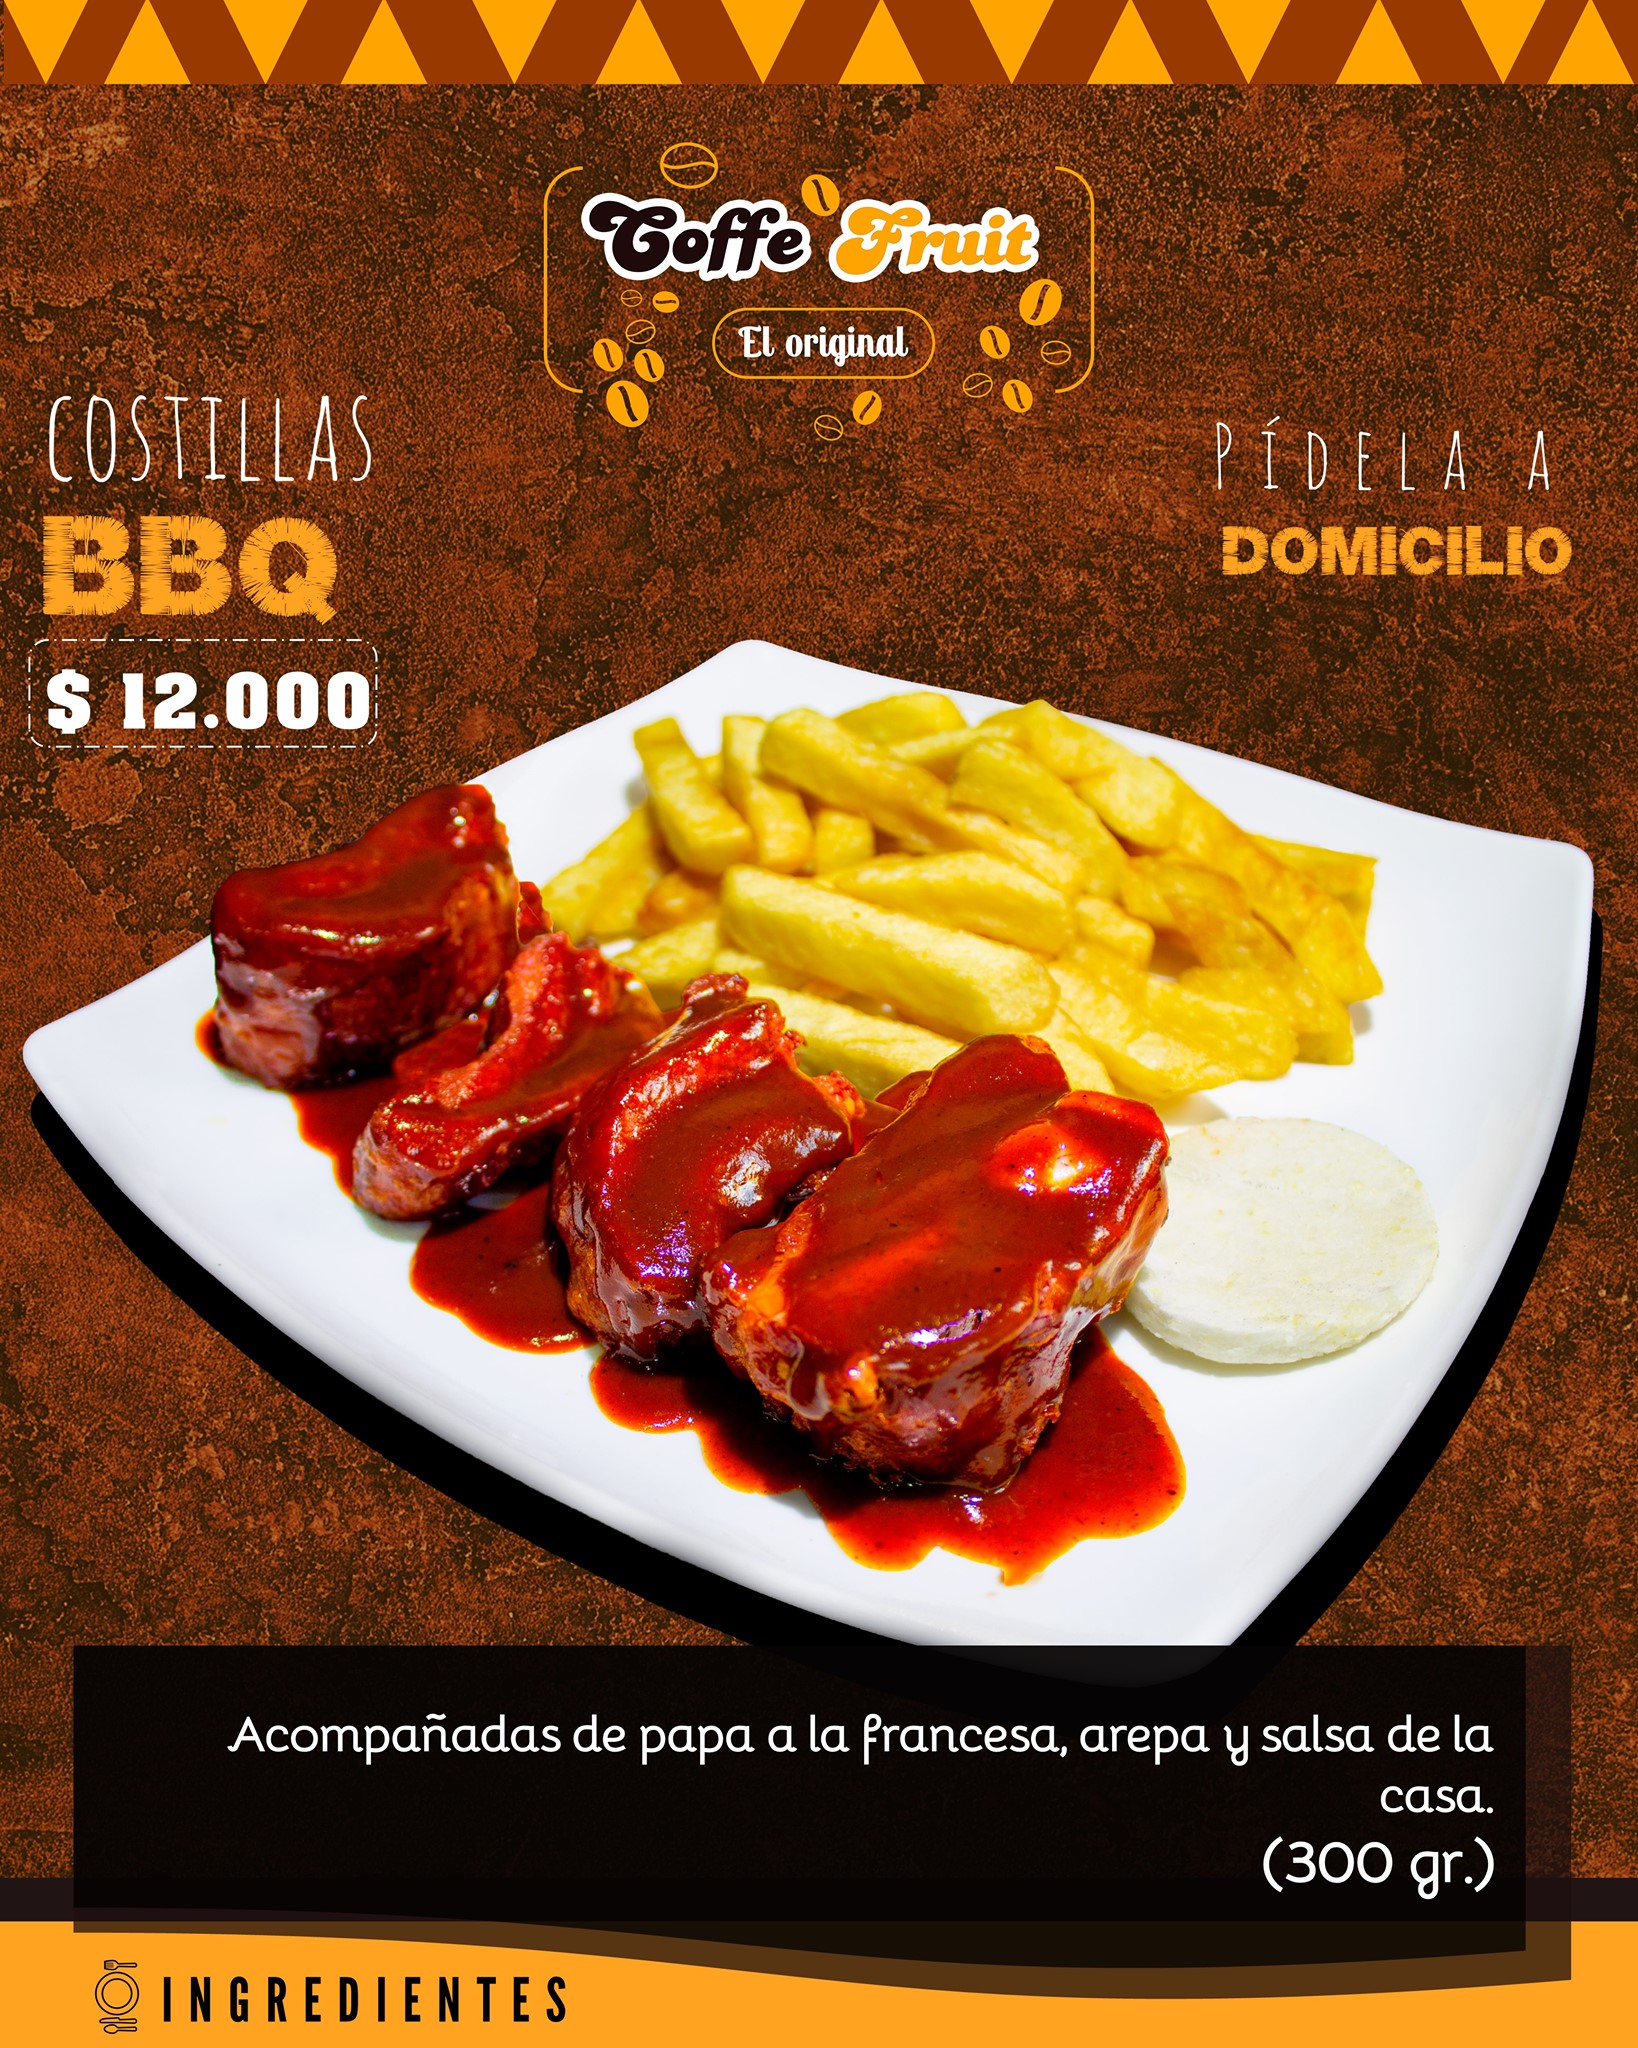 Coffe Fruit
El original
COSTILLAS
BBQ
$ 12.000
PÍDELA A
DOMICILIO
Acompañadas de papa a la francesa, arepa y salsa de la
casa.
(300 gr.)
INGREDIENTES